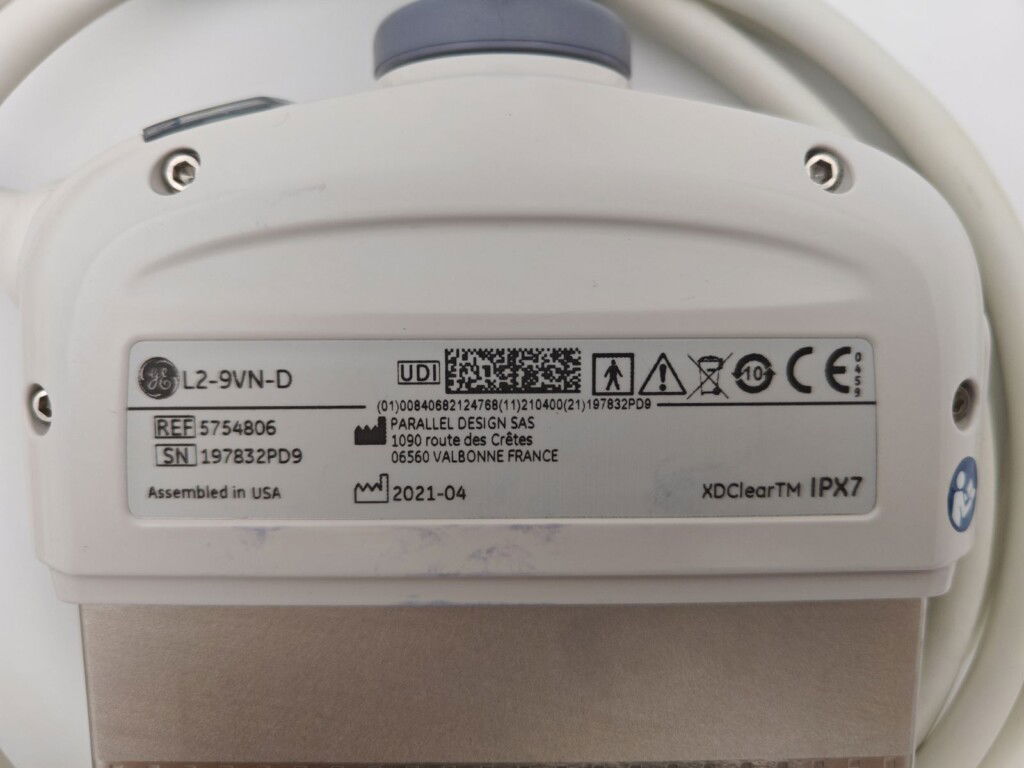 GE L2-9VN-D
UDI
10
CE 0459
(01)00840682124768(11)210400(21)197832PD9
REF 5754806
SN 197832PD9
Assembled in USA
PARALLEL DESIGN SAS
1090 route des Crêtes
06560 VALBONNE FRANCE
2021-04
XDClearTM IPX7